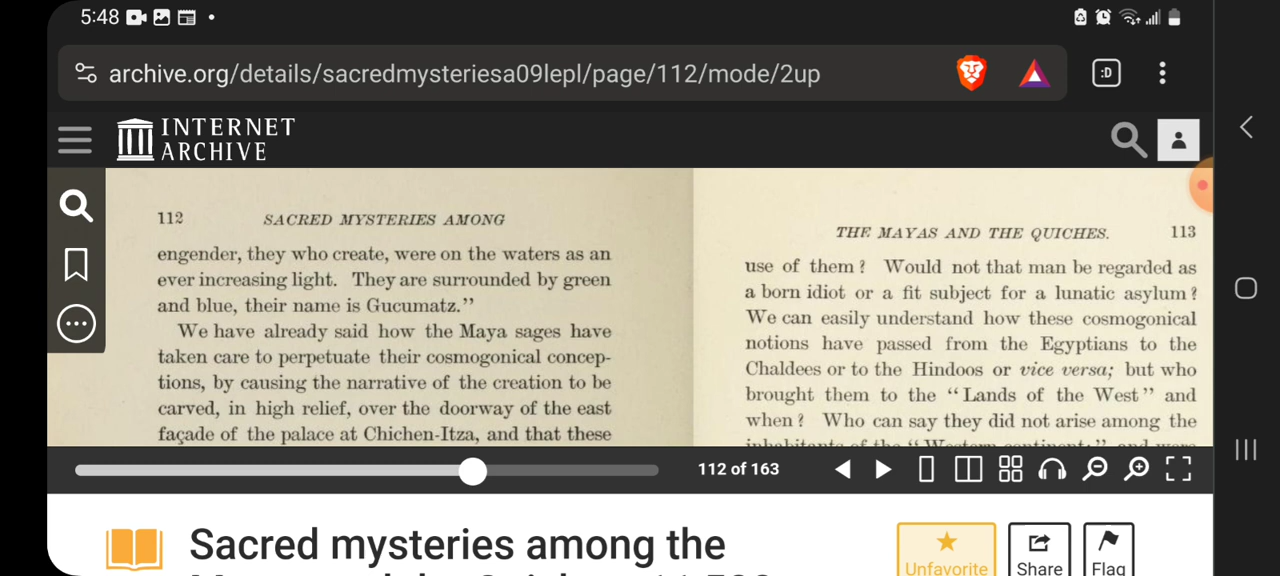 5:48
archive.org/details/sacredmysteriesa09lepl/page/112/mode/2up
:D
INTERNET
ARCHIVE
112 SACRED MYSTERIES AMONG
engender, they who create, were on the waters as an
ever increasing light. They are surrounded by green
and blue, their name is Gucumatz.”
We have already said how the Maya sages have
taken care to perpetuate their cosmogonical concep-
tions, by causing the narrative of the creation to be
carved, in high relief, over the doorway of the east
façade of the palace at Chichen-Itza, and that these
THE MAYAS AND THE QUICHES. 113
use of them? Would not that man be regarded as
a born idiot or a fit subject for a lunatic asylum?
We can easily understand how these cosmogonical
notions have passed from the Egyptians to the
Chaldees or to the Hindoos or vice versa; but who
brought them to the “Lands of the West” and
when? Who can say they did not arise among the
inhabitants of the “Western continent;” and were
112 of 163
Sacred mysteries among the
Unfavorite
Share
Flag